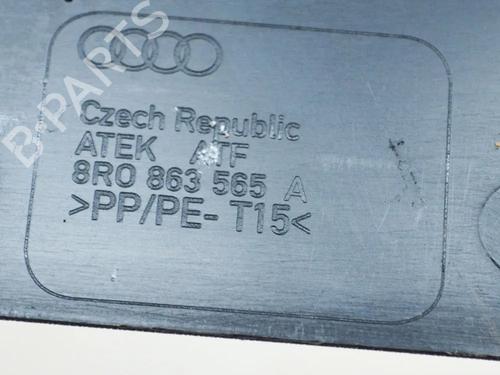 Czech Republic
ATEK ATF
8R0 863 565 A
>PP/PE- T15<
B-PARTS